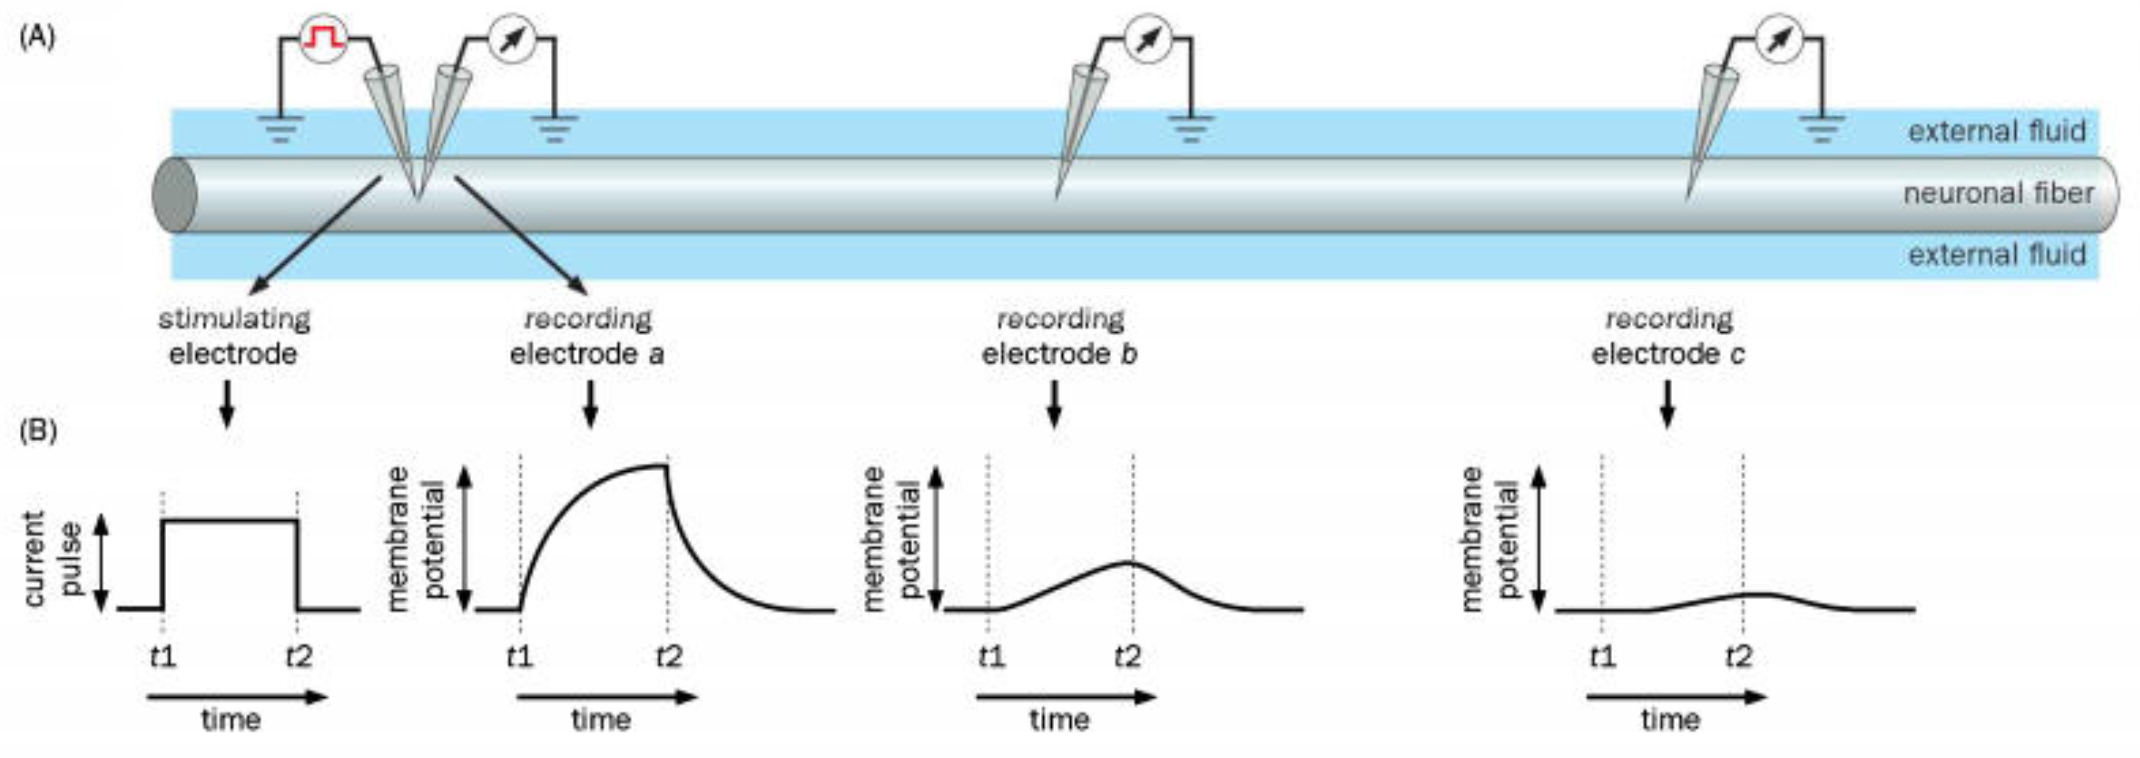 (A)
external fluid
neuronal fiber
external fluid
stimulating
electrode
recording
electrode a
recording
electrode b
recording
electrode c
(B)
current
pulse
t1
t2
time
membrane
potential
t1
t2
time
membrane
potential
t1
t2
time
membrane
potential
t1
t2
time